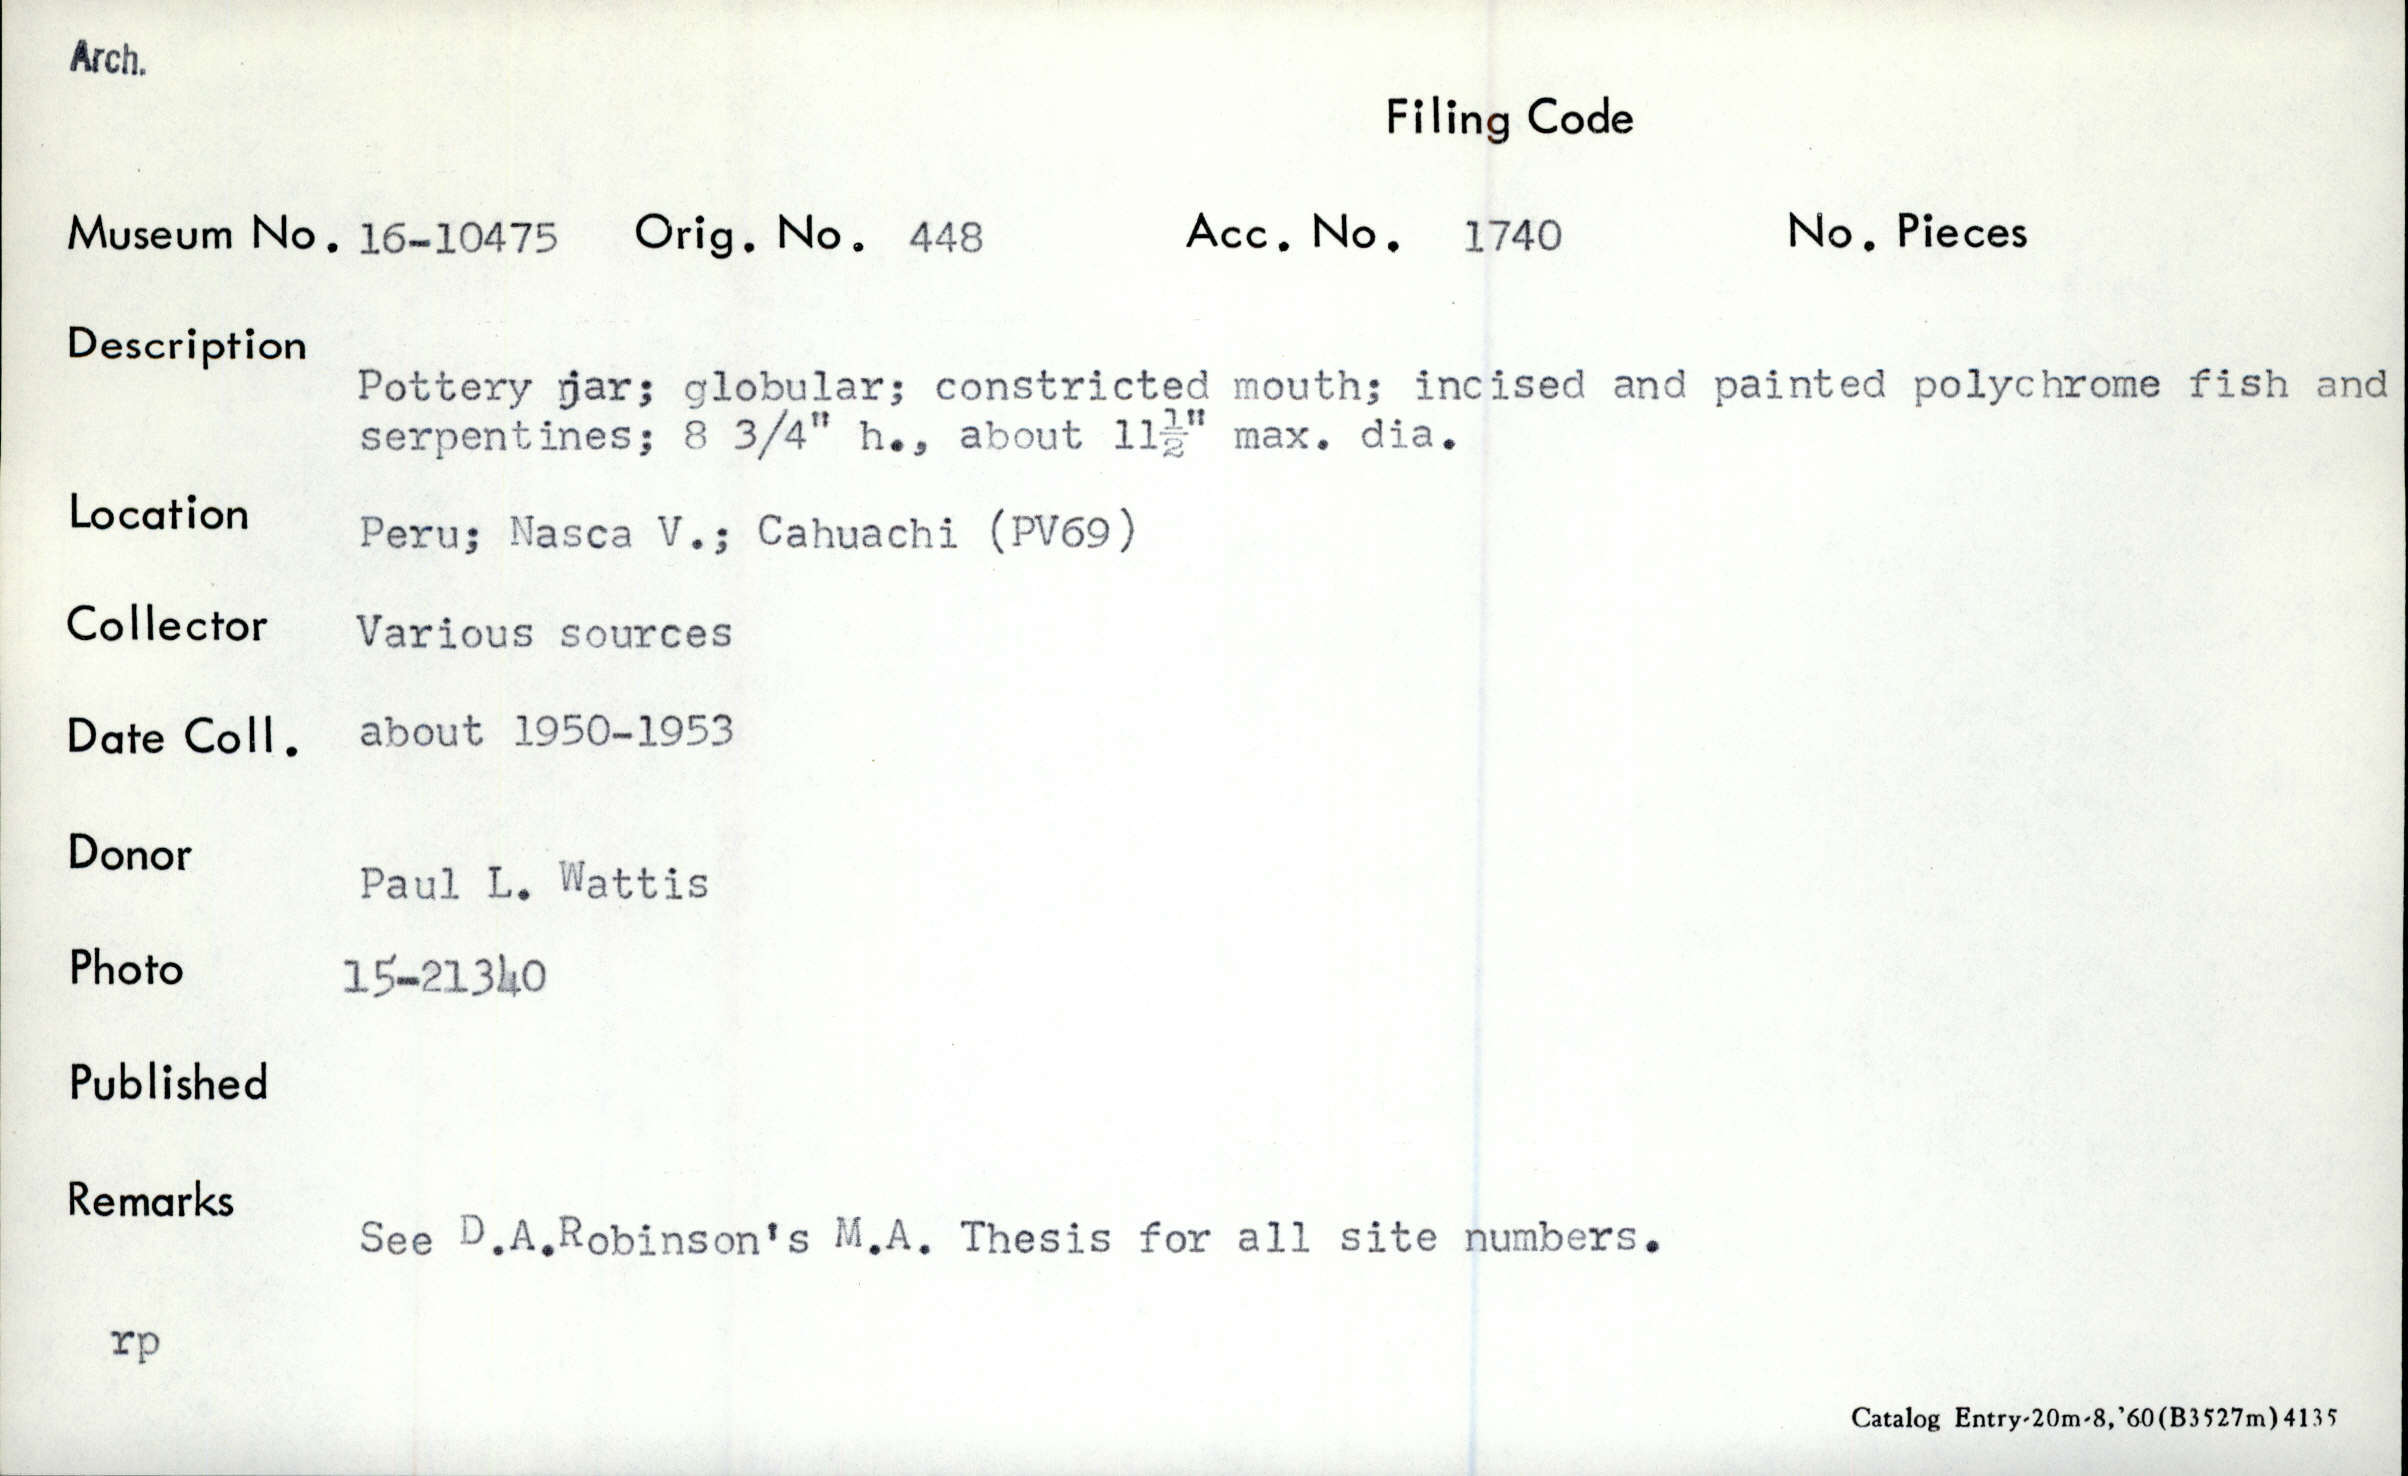 Arch.
Filing Code
Museum No. 16-10475 Orig. No. 448 Acc. No. 1740 No. Pieces
Description
Pottery jar; globular; constricted mouth; incised and painted polychrome fish and
serpentines; 8 3/4" h., about 11½" max. dia.
Location Peru; Nasca V.; Cahuachi (PV69)
Collector Various sources
Date Coll. about 1950-1953
Donor Paul L. Wattis
Photo 15-21340
Published
Remarks
See D.A.Robinson's M.A. Thesis for all site numbers.
rp
Catalog Entry-20m-8,'60(B3527m)4135